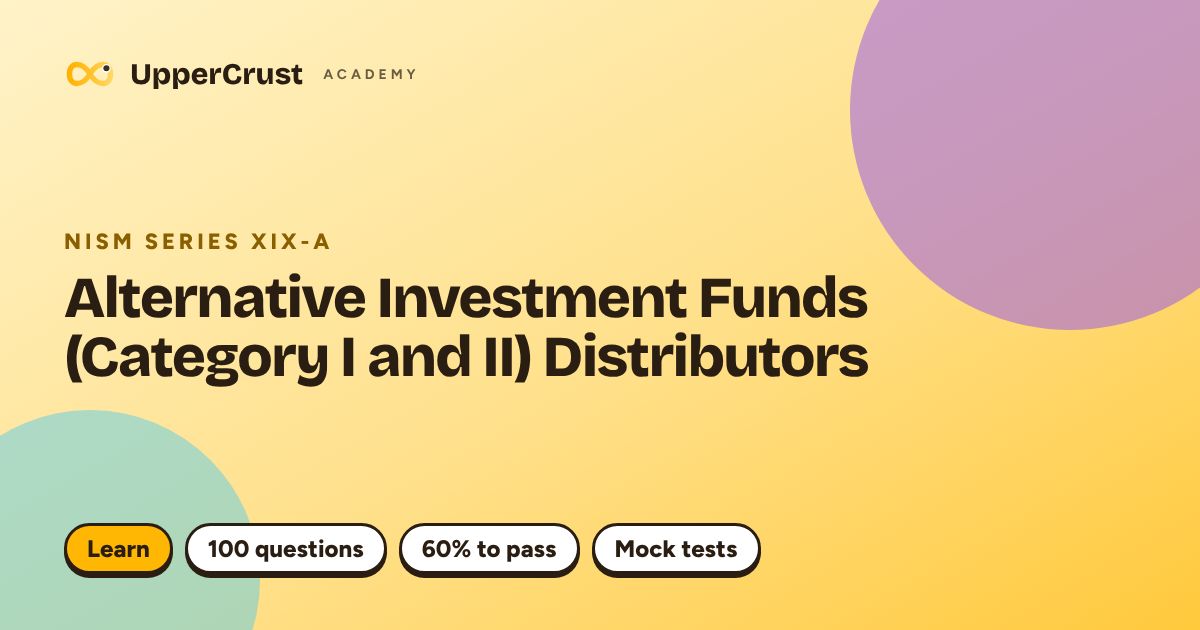 UpperCrust ACADEMY
NISM SERIES XIX-A
Alternative Investment Funds
(Category I and II) Distributors
Learn
100 questions
60% to pass
Mock tests